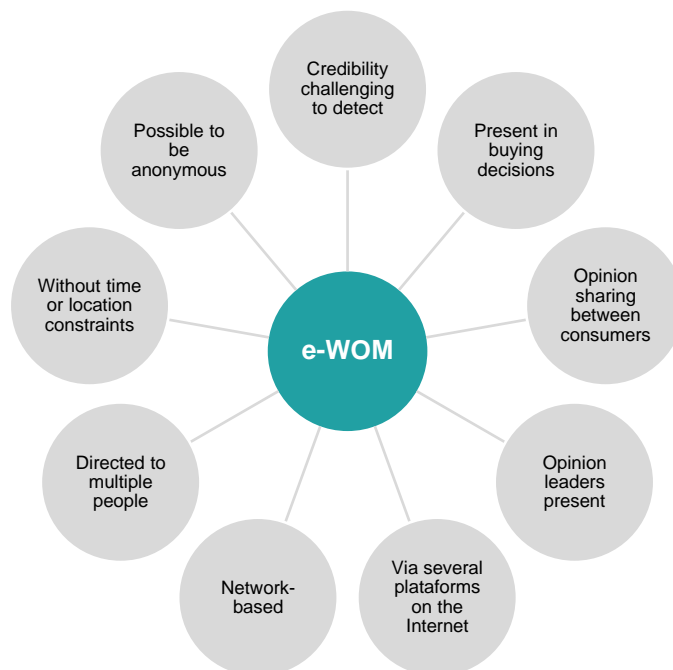 Credibility
challenging
to detect
Present in
buying
decisions
Opinion
sharing
between
consumers
Opinion
leaders
present
Via several
plataforms
on the
Internet
Network-
based
Directed to
multiple
people
Without time
or location
constraints
Possible to
be
anonymous
e-WOM